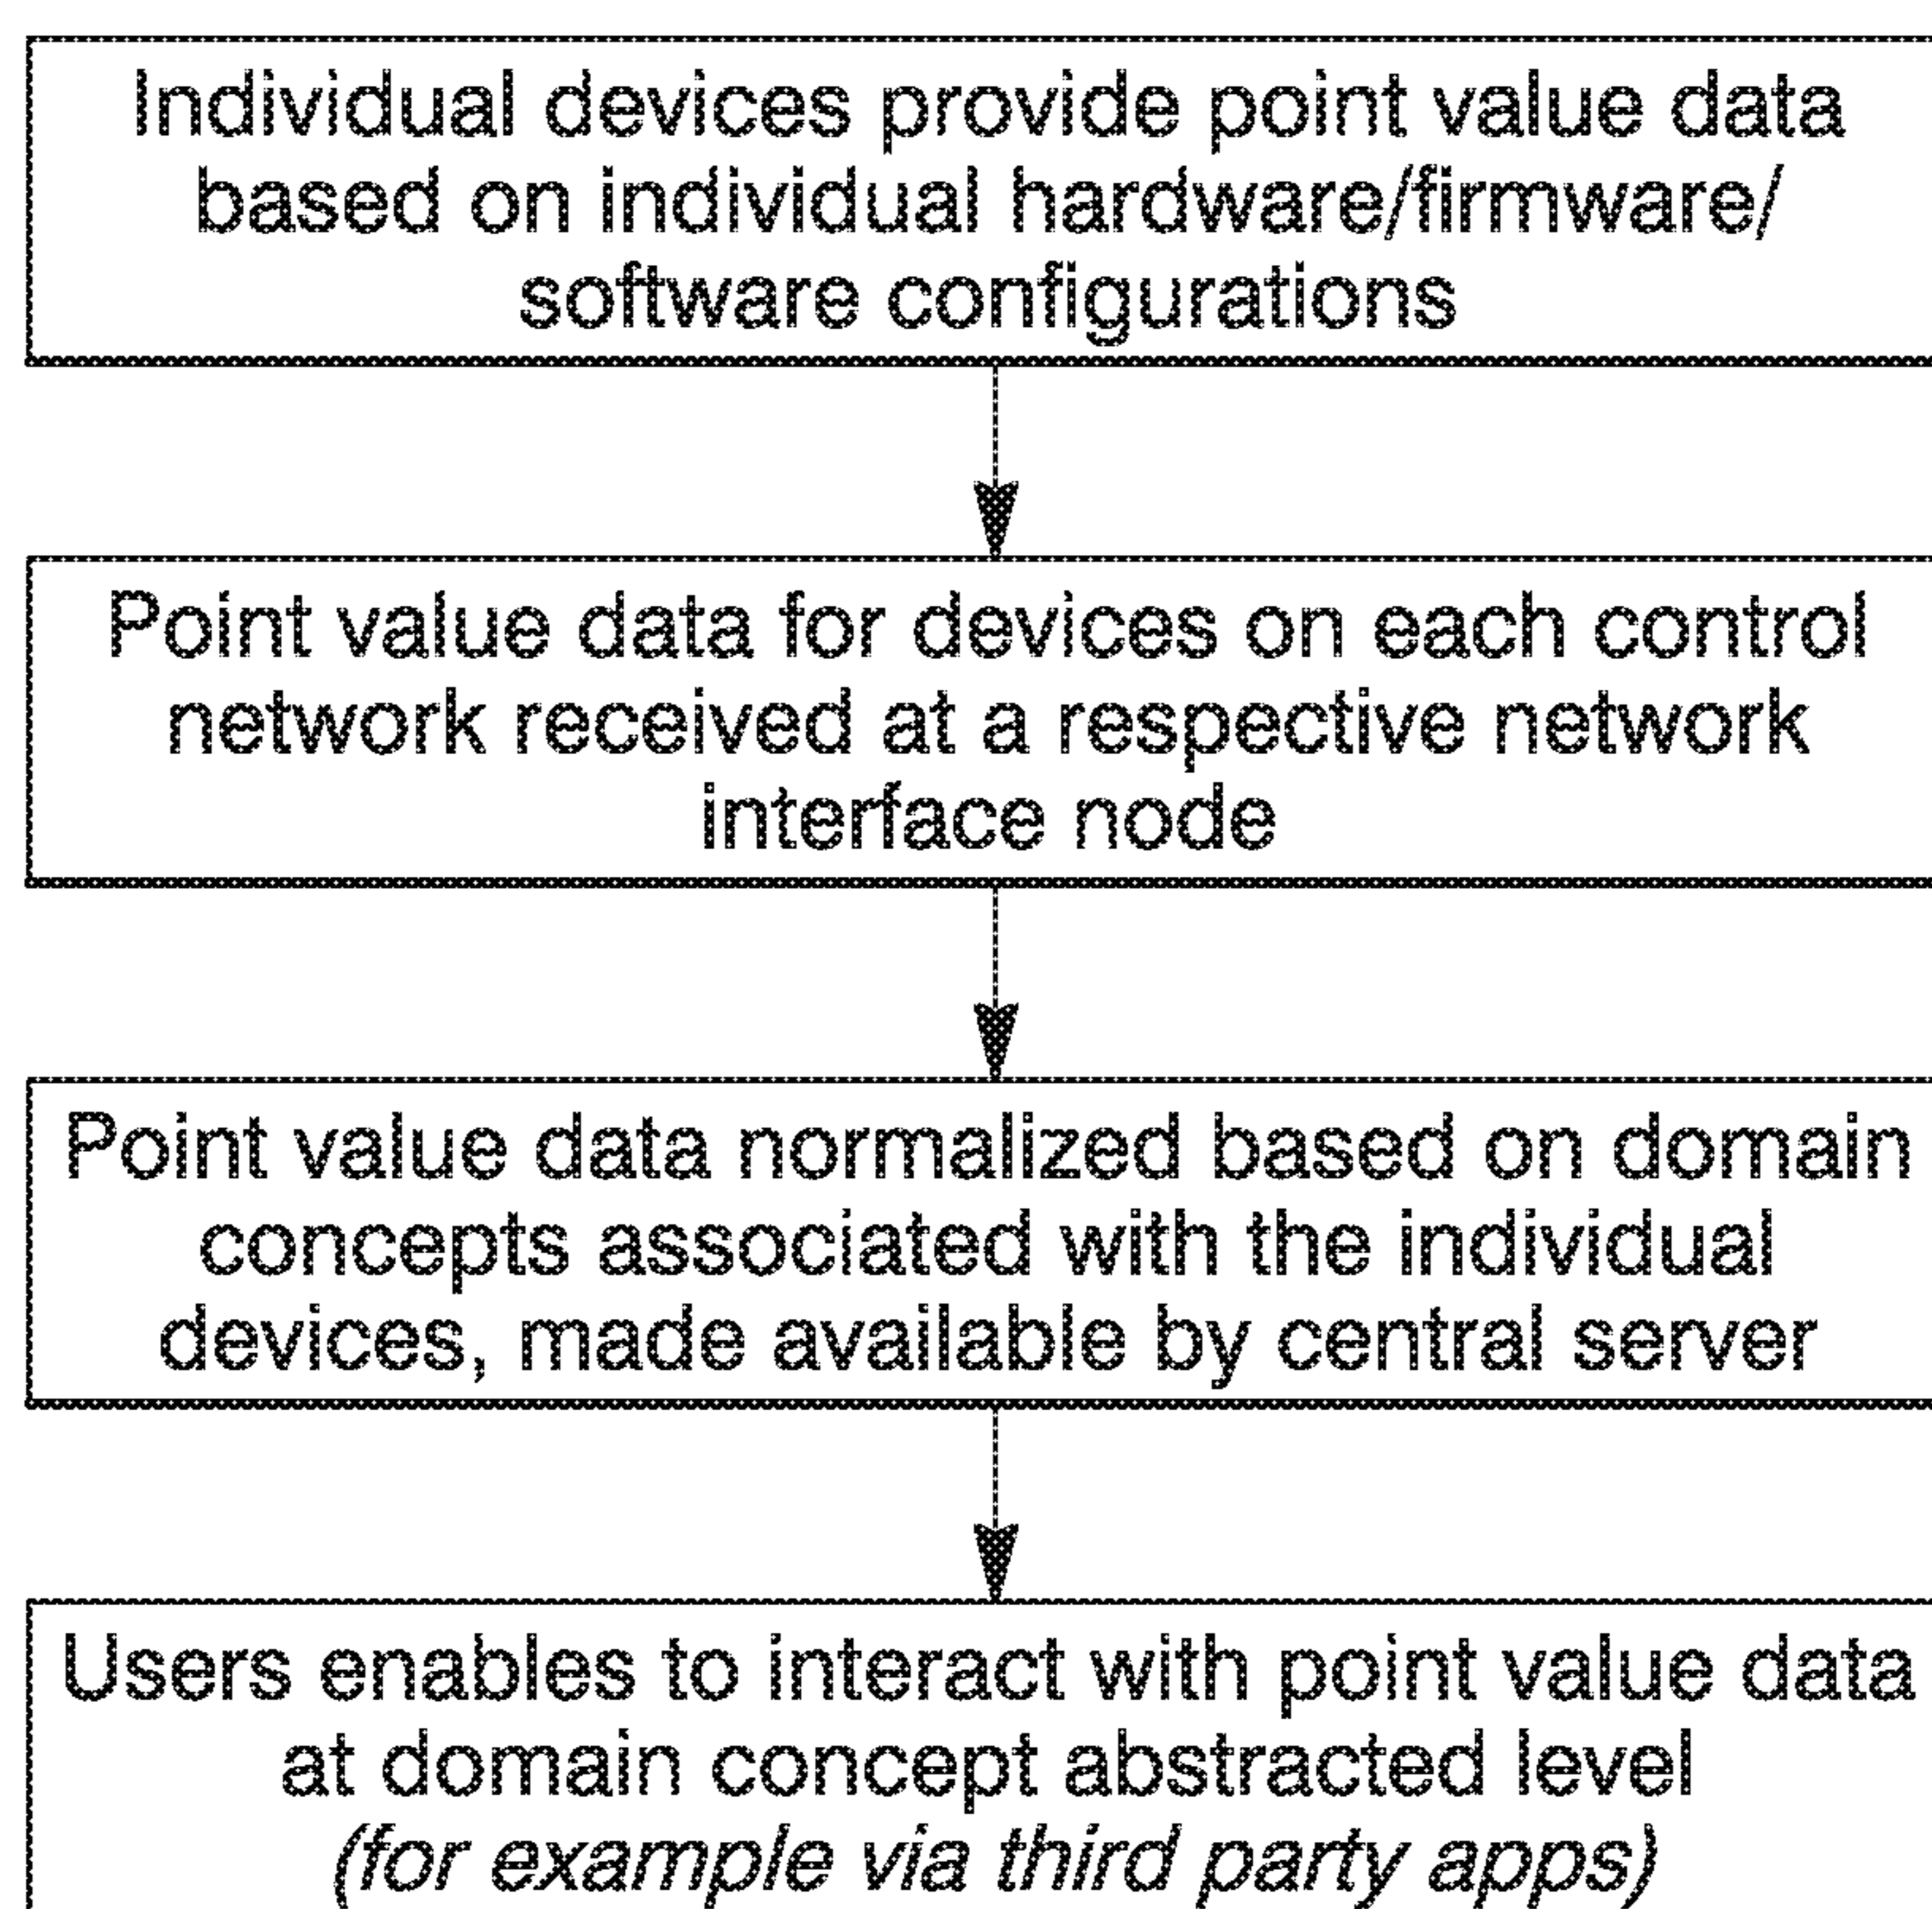 Individual devices provide point value data
based on individual hardware/firmware/
software configurations
Point value data for devices on each control
network received at a respective network
interface node
Point value data normalized based on domain
concepts associated with the individual
devices, made available by central server
Users enables to interact with point value data
at domain concept abstracted level
(for example via third party apps)